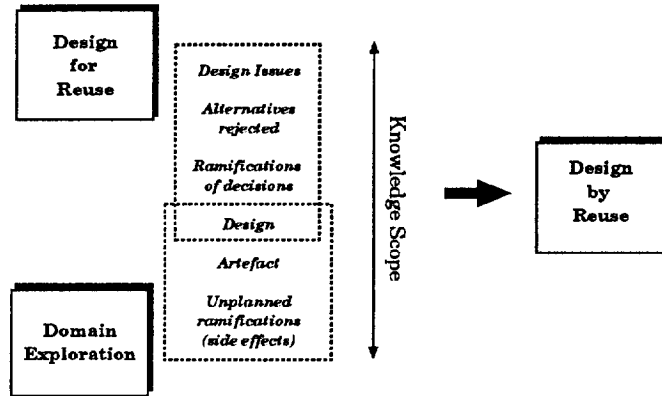 Design
for
Reuse
Design Issues
Alternatives
rejected
Ramifications
of decisions
Design
Artefact
Unplanned
ramifications
(side effects)
Domain
Exploration
Knowledge Scope
Design
by
Reuse